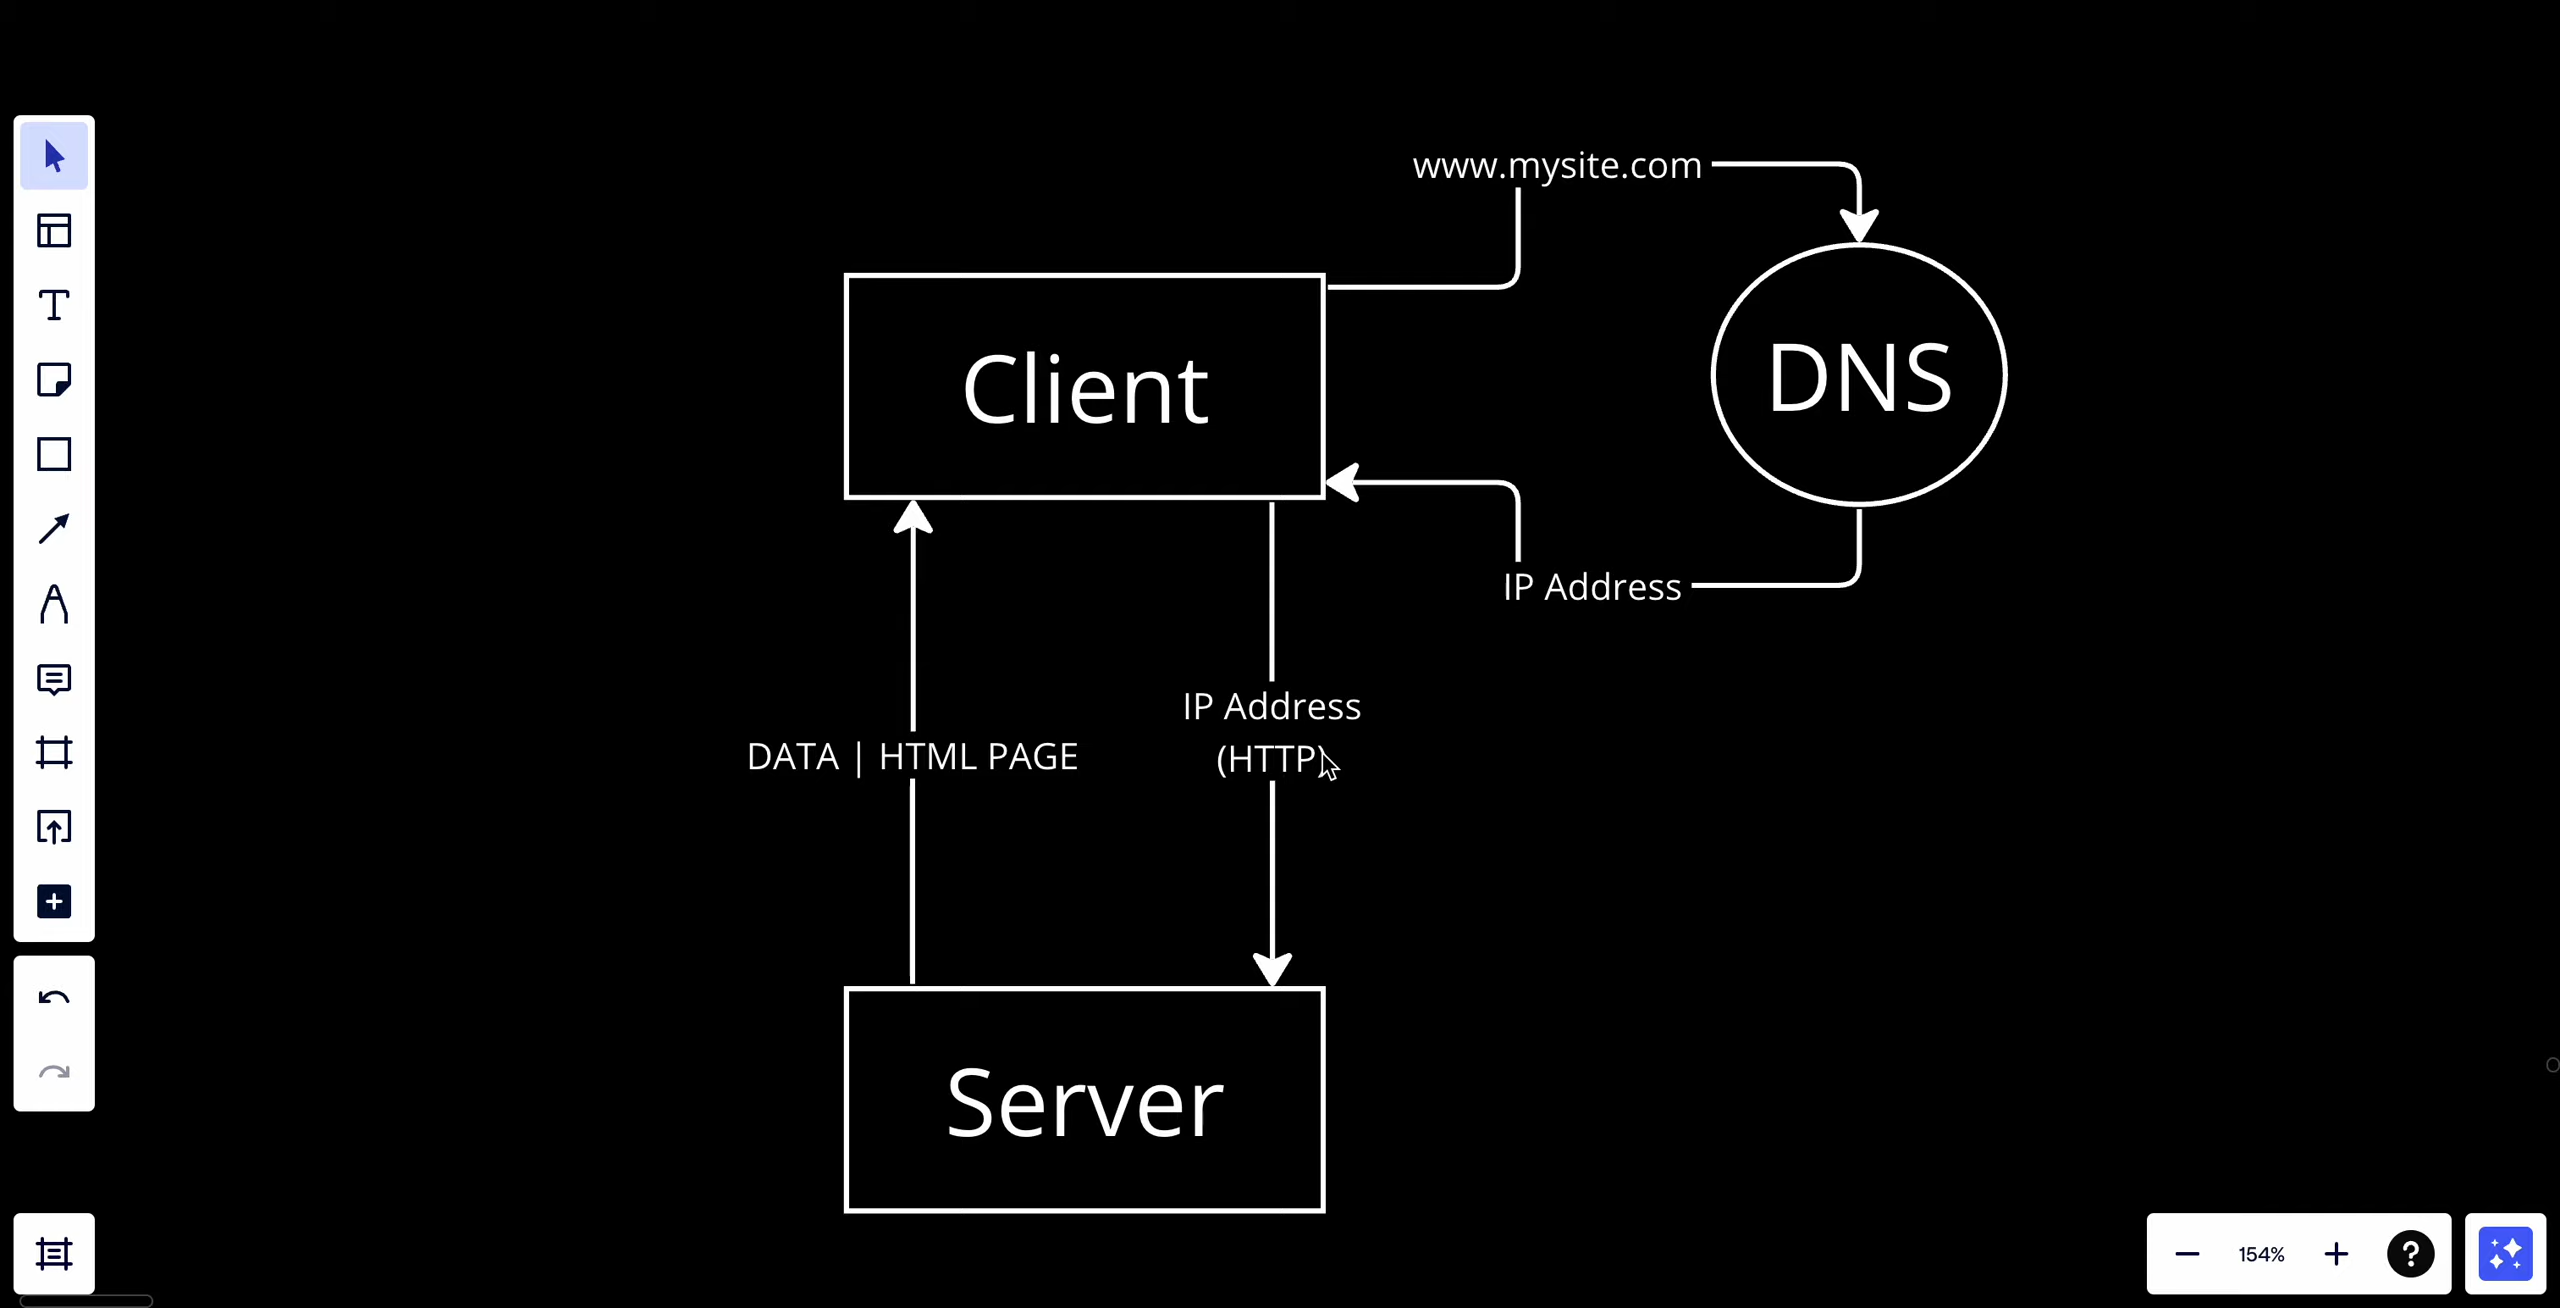 www.mysite.com
Client
DNS
IP Address
IP Address
(HTTP)
DATA | HTML PAGE
Server
154%